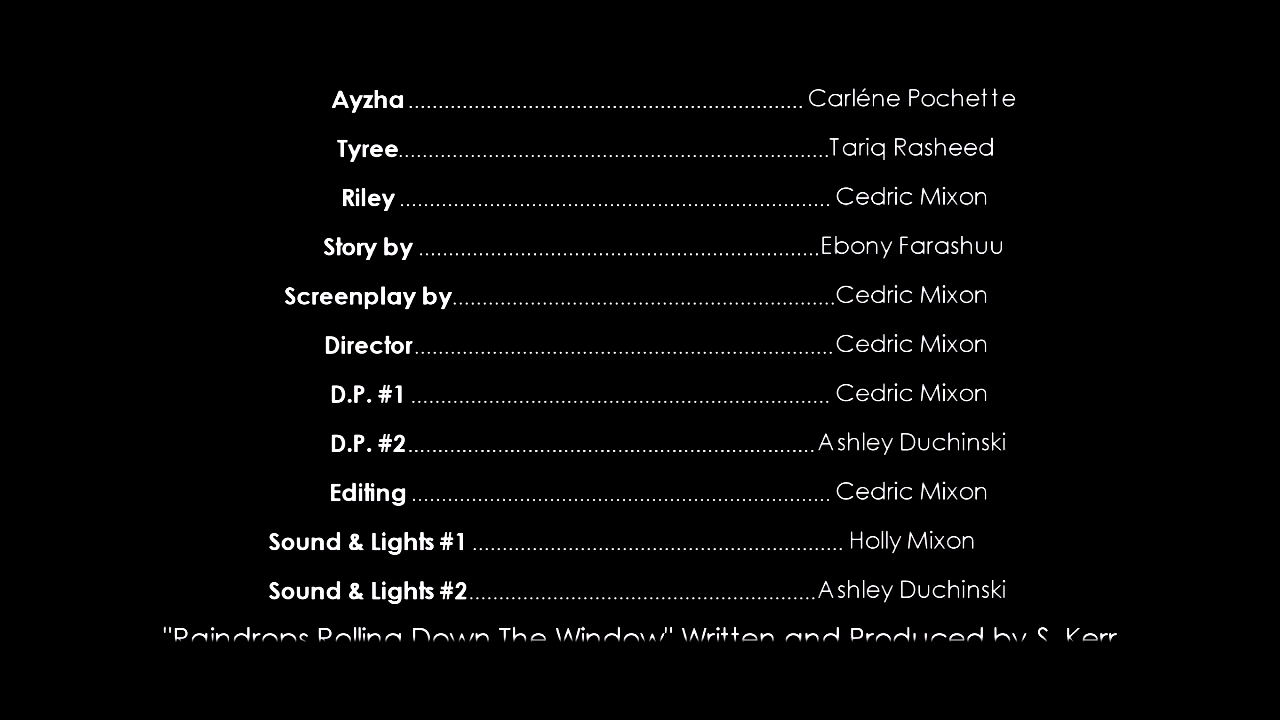 Ayzha ................................................................. Carléne Pochette
Tyree.......................................................................Tariq Rasheed
Riley ....................................................................... Cedric Mixon
Story by ..................................................................Ebony Farashuu
Screenplay by...............................................................Cedric Mixon
Director.....................................................................Cedric Mixon
D.P. #1 ..................................................................... Cedric Mixon
D.P. #2.................................................................... Ashley Duchinski
Editing ..................................................................... Cedric Mixon
Sound & Lights #1 ............................................................. Holly Mixon
Sound & Lights #2.........................................................Ashley Duchinski
"Raindrops Rolling Down The Window" Written and Produced by S. Kerr